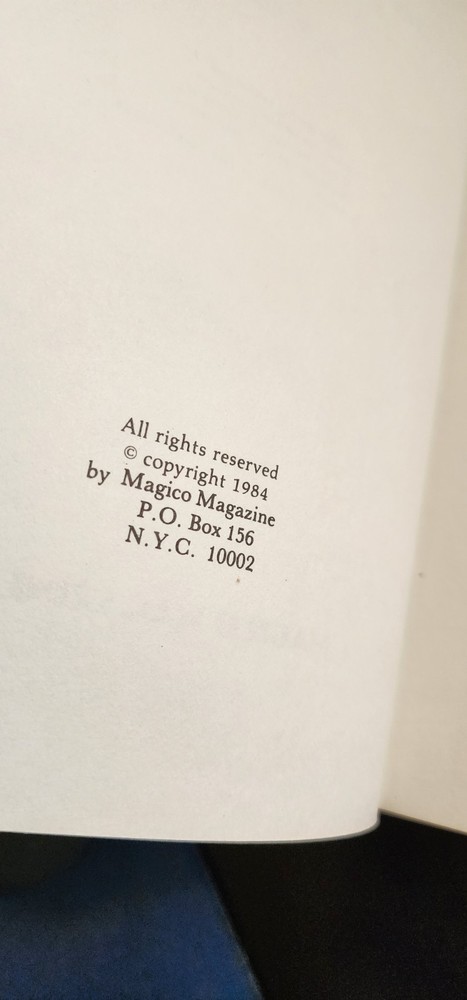 All rights reserved
© copyright 1984
by Magico Magazine
P.O. Box 156
N.Y.C. 10002